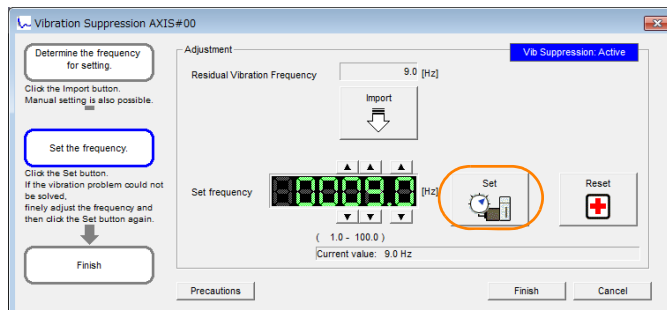 Vibration Suppression AXIS#00
Determine the frequency
for setting.
Click the Import button.
Manual setting is also possible.
Set the frequency.
Click the Set button.
If the vibration problem could not
be solved,
finely adjust the frequency and
then click the Set button again.
Finish
Adjustment
Vib Suppression: Active
Residual Vibration Frequency
9.0 [Hz]
Import
Set frequency
0009.0 [Hz]
( 1.0 - 100.0 )
Current value: 9.0 Hz
Set
Reset
Precautions
Finish
Cancel